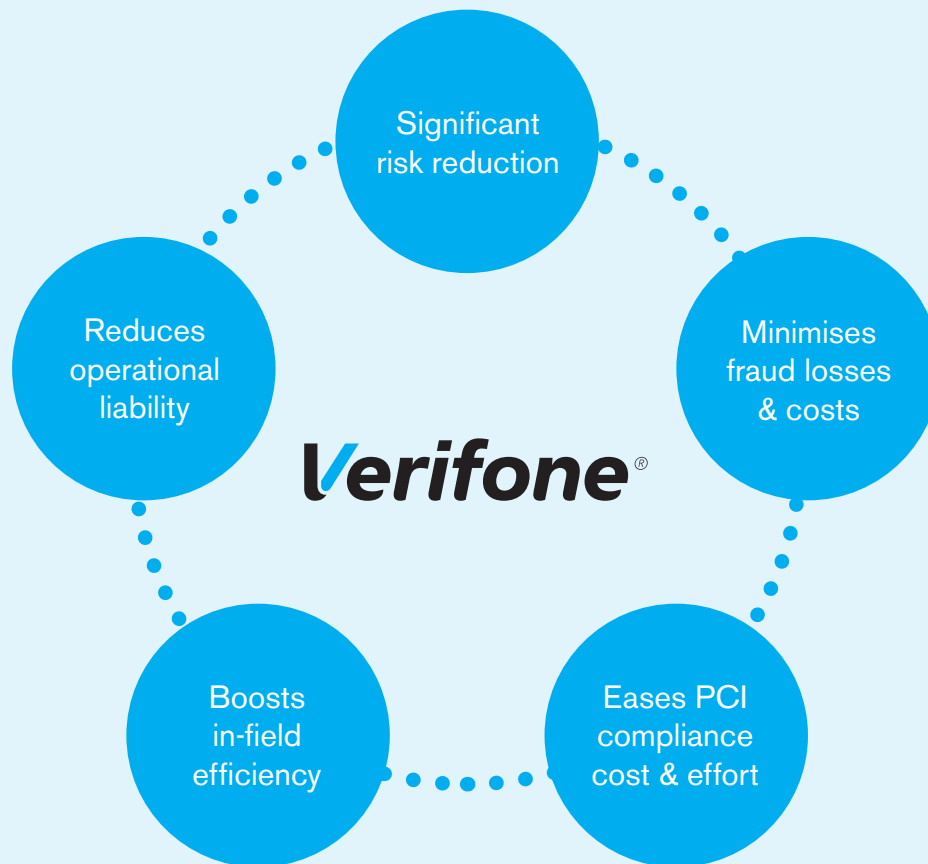 Significant
risk reduction
Minimises
fraud losses
& costs
Eases PCI
compliance
cost & effort
Boosts
in-field
efficiency
Reduces
operational
liability
Verifone®